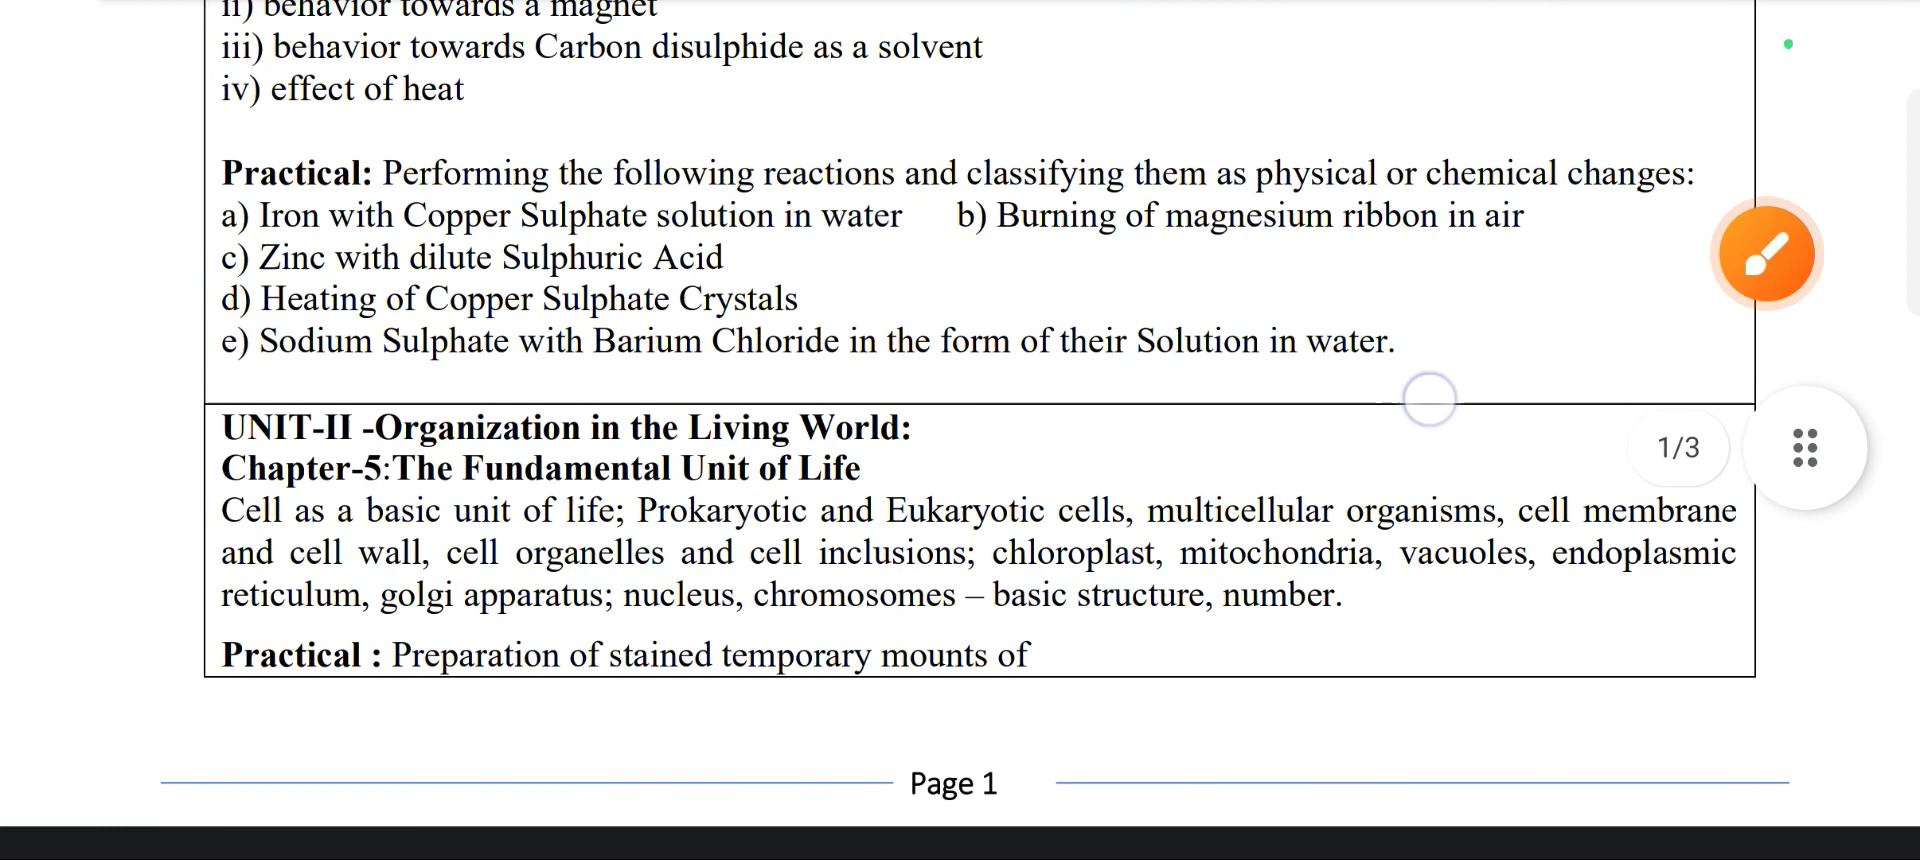 ii) behavior towards a magnet
iii) behavior towards Carbon disulphide as a solvent
iv) effect of heat
Practical: Performing the following reactions and classifying them as physical or chemical changes:
a) Iron with Copper Sulphate solution in water b) Burning of magnesium ribbon in air
c) Zinc with dilute Sulphuric Acid
d) Heating of Copper Sulphate Crystals
e) Sodium Sulphate with Barium Chloride in the form of their Solution in water.
UNIT-II -Organization in the Living World:
Chapter-5:The Fundamental Unit of Life
1/3
Cell as a basic unit of life; Prokaryotic and Eukaryotic cells, multicellular organisms, cell membrane
and cell wall, cell organelles and cell inclusions; chloroplast, mitochondria, vacuoles, endoplasmic
reticulum, golgi apparatus; nucleus, chromosomes – basic structure, number.
Practical : Preparation of stained temporary mounts of
Page 1